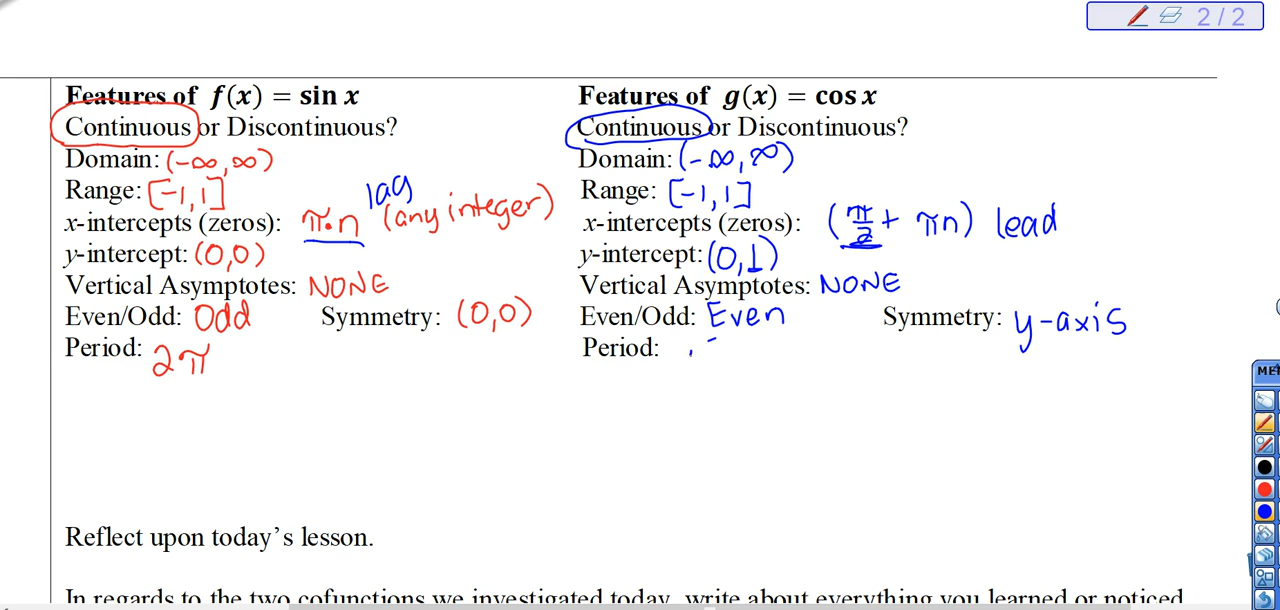 2 / 2
Features of f(x) = sin x
Continuous or Discontinuous?
Domain: (-∞, ∞)
Range: [-1, 1]
lag
x-intercepts (zeros): π·n (any integer)
y-intercept: (0,0)
Vertical Asymptotes: NONE
Even/Odd: Odd Symmetry: (0,0)
Period: 2π
Features of g(x) = cos x
Continuous or Discontinuous?
Domain: (-∞, ∞)
Range: [-1, 1]
x-intercepts (zeros): (π/2 + πn) lead
y-intercept: (0,1)
Vertical Asymptotes: NONE
Even/Odd: Even Symmetry: y-axis
Period:
Reflect upon today's lesson.
In regards to the two cofunctions we investigated today, write about everything you learned or noticed